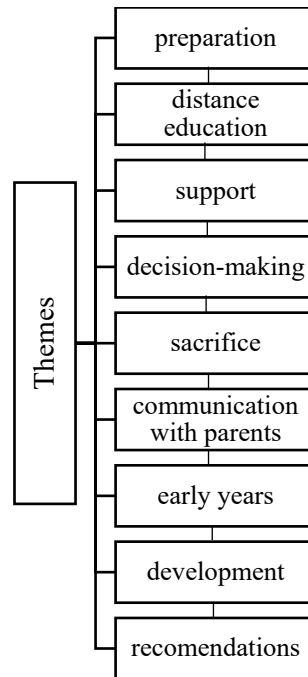 Themes
preparation
distance
education
support
decision-making
sacrifice
communication
with parents
early years
development
recomendations